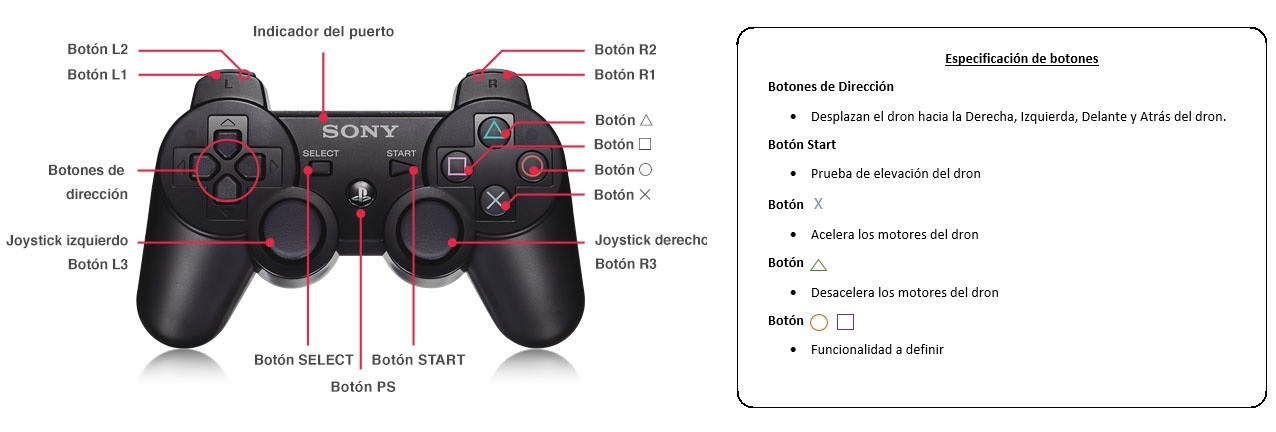 Indicador del puerto
Botón L2
Botón L1
Botón R2
Botón R1
L
R
SONY
SELECT
START
Botón △
Botón □
Botón ○
Botón ✕
Botones de
dirección
Joystick izquierdo
Botón L3
Joystick derecho
Botón R3
Botón SELECT
Botón START
Botón PS
Especificación de botones
Botones de Dirección
• Desplazan el dron hacia la Derecha, Izquierda, Delante y Atrás del dron.
Botón Start
• Prueba de elevación del dron
Botón X
• Acelera los motores del dron
Botón △
• Desacelera los motores del dron
Botón ○ □
• Funcionalidad a definir